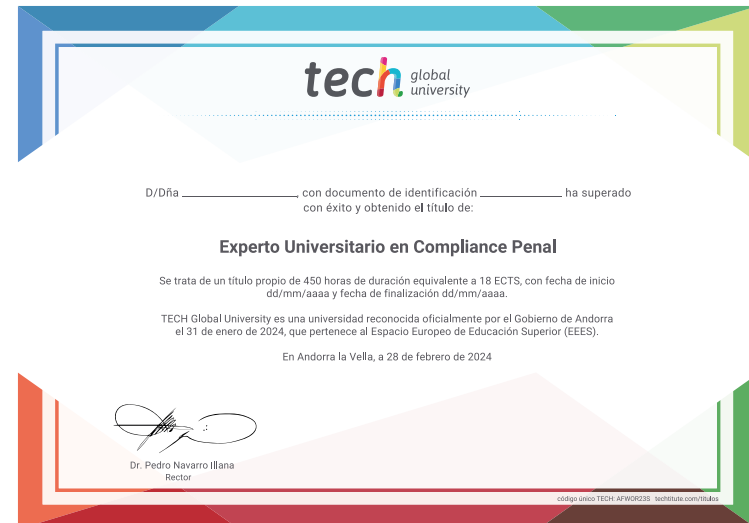 tech global
university
D/Dña ____________________, con documento de identificación ______________ ha superado
con éxito y obtenido el título de:
Experto Universitario en Compliance Penal
Se trata de un título propio de 450 horas de duración equivalente a 18 ECTS, con fecha de inicio
dd/mm/aaaa y fecha de finalización dd/mm/aaaa.
TECH Global University es una universidad reconocida oficialmente por el Gobierno de Andorra
el 31 de enero de 2024, que pertenece al Espacio Europeo de Educación Superior (EEES).
En Andorra la Vella, a 28 de febrero de 2024
Dr. Pedro Navarro Illana
Rector
código único TECH: AFWOR23S techtitute.com/titulos